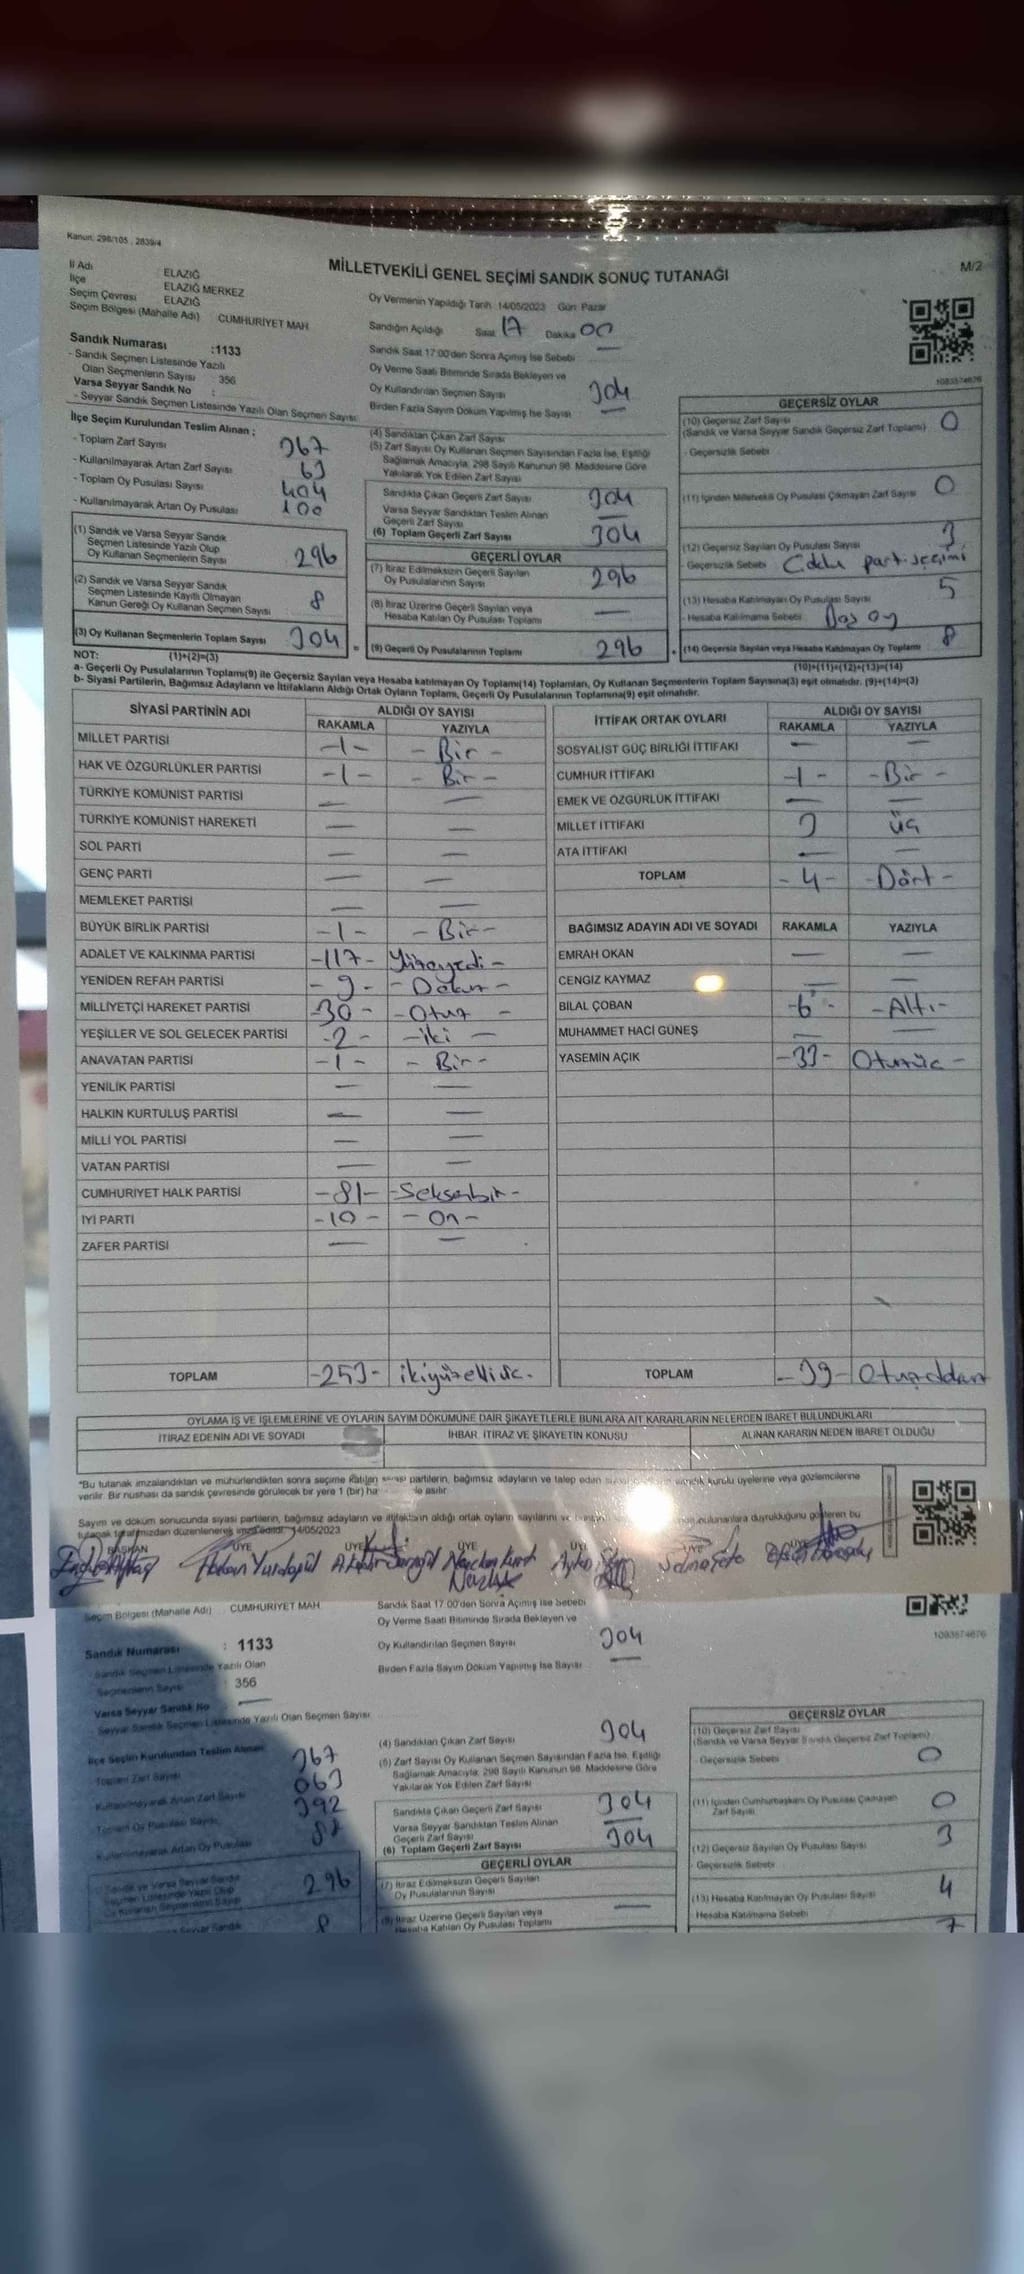 Kanun: 298/105 , 2839/4
M/2
MİLLETVEKİLİ GENEL SEÇİMİ SANDIK SONUÇ TUTANAĞI
İl Adı : ELAZIĞ
İlçe : ELAZIĞ MERKEZ
Seçim Çevresi : ELAZIĞ
Seçim Bölgesi (Mahalle Adı) CUMHURİYET MAH
Sandık Numarası :1133
- Sandık Seçmen Listesinde Yazılı
Olan Seçmenlerin Sayısı : 356
Varsa Seyyar Sandık No :
- Seyyar Sandık Seçmen Listesinde Yazılı Olan Seçmen Sayısı:
Oy Vermenin Yapıldığı Tarih 14/05/2023 Gün: Pazar
Sandığın Açıldığı Saat 17 Dakika 00
Sandık Saat 17:00'den Sonra Açımış İse Sebebi —
Oy Verme Saati Bitiminde Sırada Bekleyen ve
Oy Kullandırılan Seçmen Sayısı 304
Birden Fazla Sayım Döküm Yapılmış İse Sayısı —
1093574676
İlçe Seçim Kurulundan Teslim Alınan :
- Toplam Zarf Sayısı 367
- Kullanılmayarak Artan Zarf Sayısı 63
- Toplam Oy Pusulası Sayısı 404
- Kullanılmayarak Artan Oy Pusulası 100
(1) Sandık ve Varsa Seyyar Sandık
Seçmen Listesinde Yazılı Olup
Oy Kullanan Seçmenlerin Sayısı 296
(2) Sandık ve Varsa Seyyar Sandık
Seçmen Listesinde Kayıtlı Olmayan
Kanun Gereği Oy Kullanan Seçmen Sayısı 8
(3) Oy Kullanan Seçmenlerin Toplam Sayısı 304
(4) Sandıktan Çıkan Zarf Sayısı
(5) Zarf Sayısı Oy Kullanan Seçmen Sayısından Fazla İse, Eşitliği
Sağlamak Amacıyla, 298 Sayılı Kanunun 98. Maddesine Göre
Yakılarak Yok Edilen Zarf Sayısı
Sandıkta Çıkan Geçerli Zarf Sayısı 304
Varsa Seyyar Sandıktan Teslim Alınan
Geçerli Zarf Sayısı —
(6) Toplam Geçerli Zarf Sayısı 304
GEÇERLİ OYLAR
(7) İtiraz Edilmeksizin Geçerli Sayılan
Oy Pusulalarının Sayısı 296
(8) İtiraz Üzerine Geçerli Sayılan veya
Hesaba Katılan Oy Pusulası Toplamı —
= (9) Geçerli Oy Pusulalarının Toplamı 296 +
GEÇERSİZ OYLAR
(10) Geçersiz Zarf Sayısı
(Sandık ve Varsa Seyyar Sandık Geçersiz Zarf Toplamı) 0
- Geçersizlik Sebebi
(11) İçinden Milletvekili Oy Pusulası Çıkmayan Zarf Sayısı 0
(12) Geçersiz Sayılan Oy Pusulası Sayısı 3
Geçersizlik Sebebi Coklu parti seçimi
(13) Hesaba Katılmayan Oy Pusulası Sayısı 5
- Hesaba Katılmama Sebebi Boş oy
(14) Geçersiz Sayılan veya Hesaba Katılmayan Oy Toplamı 8
NOT: (1)+(2)=(3)
(10)+(11)+(12)+(13)=(14)
a- Geçerli Oy Pusulalarının Toplamı(9) ile Geçersiz Sayılan veya Hesaba katılmayan Oy Toplamı(14) Toplamları, Oy Kullanan Seçmenlerin Toplam Sayısına(3) eşit olmalıdır. (9)+(14)=(3)
b- Siyasi Partilerin, Bağımsız Adayların ve İttifakların Aldığı Ortak Oyların Toplamı, Geçerli Oy Pusulalarının Toplamına(9) eşit olmalıdır.
SİYASİ PARTİNİN ADI ALDIĞI OY SAYISI
RAKAMLA YAZIYLA
MİLLET PARTİSİ -1- - Bir -
HAK VE ÖZGÜRLÜKLER PARTİSİ -1- - Bir -
TÜRKİYE KOMÜNİST PARTİSİ — —
TÜRKİYE KOMÜNİST HAREKETİ — —
SOL PARTİ — —
GENÇ PARTİ — —
MEMLEKET PARTİSİ — —
BÜYÜK BİRLİK PARTİSİ -1- - Bir -
ADALET VE KALKINMA PARTİSİ -117- Yüzonyedi -
YENİDEN REFAH PARTİSİ - 9 - - Dokuz -
MİLLİYETÇİ HAREKET PARTİSİ -30- - Otuz -
YEŞİLLER VE SOL GELECEK PARTİSİ -2- -iki -
ANAVATAN PARTİSİ -1- - Bir -
YENİLİK PARTİSİ — —
HALKIN KURTULUŞ PARTİSİ — —
MİLLİ YOL PARTİSİ — —
VATAN PARTİSİ — —
CUMHURİYET HALK PARTİSİ -81- -Seksenbir-
İYİ PARTİ -10- - On -
ZAFER PARTİSİ — —
TOPLAM -253- ikiyüzelliüç-
İTTİFAK ORTAK OYLARI ALDIĞI OY SAYISI
RAKAMLA YAZIYLA
SOSYALİST GÜÇ BİRLİĞİ İTTİFAKI — —
CUMHUR İTTİFAKI -1- -Bir -
EMEK VE ÖZGÜRLÜK İTTİFAKI — —
MİLLET İTTİFAKI 3 üç
ATA İTTİFAKI — —
TOPLAM - 4 - -Dört -
BAĞIMSIZ ADAYIN ADI VE SOYADI RAKAMLA YAZIYLA
EMRAH OKAN — —
CENGİZ KAYMAZ — —
BİLAL ÇOBAN -6- -Altı-
MUHAMMET HACI GÜNEŞ — —
YASEMİN AÇIK -33- Otuzüç -
TOPLAM -39- Otuzdokuz
OYLAMA İŞ VE İŞLEMLERİNE VE OYLARIN SAYIM DÖKÜMÜNE DAİR ŞİKAYETLERLE BUNLARA AİT KARARLARIN NELERDEN İBARET BULUNDUKLARI
İTİRAZ EDENİN ADI VE SOYADI İHBAR, İTİRAZ VE ŞİKAYETİN KONUSU ALINAN KARARIN NEDEN İBARET OLDUĞU
*Bu tutanak imzalandıktan ve mühürlendikten sonra seçime katılan siyasi partilerin, bağımsız adayların ve talep eden sandık kurulu üyelerine veya gözlemcilerine
verilir. Bir nüshası da sandık çevresinde görülecek bir yere 1 (bir) asılır.
Sayım ve döküm sonucunda siyasi partilerin, bağımsız adayların ve ittifakların aldığı ortak oyların sayılarını ve bulunanlara duyrulduğunu gösteren bu
tutanak tarafımızdan düzenlenerek imza edildi. 14/05/2023
BAŞKAN ÜYE ÜYE ÜYE ÜYE ÜYE
Hakan Yurdagül
Seçim Bölgesi (Mahalle Adı) : CUMHURİYET MAH
Sandık Numarası : 1133
- Sandık Seçmen Listesinde Yazılı Olan
Seçmenlerin Sayısı : 356
Varsa Seyyar Sandık No : —
- Seyyar Sandık Seçmen Listesinde Yazılı Olan Seçmen Sayısı
Sandık Saat 17:00'den Sonra Açımış İse Sebebi
Oy Verme Saati Bitiminde Sırada Bekleyen ve
Oy Kullandırılan Seçmen Sayısı 304
Birden Fazla Sayım Döküm Yapılmış İse Sayısı —
1093574676
İlçe Seçim Kurulundan Teslim Alınan:
Toplam Zarf Sayısı 367
Kullanılmayarak Artan Zarf Sayısı 063
Toplam Oy Pusulası Sayısı 392
Kullanılmayarak Artan Oy Pusulası
Sandık ve Varsa Seyyar Sandık
Seçmen Listesinde Yazılı Olup
Oy Kullanan Seçmenlerin Sayısı 296
Seyyar Sandık 8
(4) Sandıktan Çıkan Zarf Sayısı 304
(5) Zarf Sayısı Oy Kullanan Seçmen Sayısından Fazla İse, Eşitliği
Sağlamak Amacıyla, 298 Sayılı Kanunun 98. Maddesine Göre
Yakılarak Yok Edilen Zarf Sayısı
Sandıkta Çıkan Geçerli Zarf Sayısı 304
Varsa Seyyar Sandıktan Teslim Alınan
Geçerli Zarf Sayısı —
(6) Toplam Geçerli Zarf Sayısı 304
GEÇERLİ OYLAR
(7) İtiraz Edilmeksizin Geçerli Sayılan
Oy Pusulalarının Sayısı
(8) İtiraz Üzerine Geçerli Sayılan veya
Hesaba Katılan Oy Pusulası Toplamı —
GEÇERSİZ OYLAR
(10) Geçersiz Zarf Sayısı
(Sandık ve Varsa Seyyar Sandık Geçersiz Zarf Toplamı)
- Geçersizlik Sebebi 0
(11) İçinden Cumhurbaşkanı Oy Pusulası Çıkmayan
Zarf Sayısı 0
(12) Geçersiz Sayılan Oy Pusulası Sayısı 3
- Geçersizlik Sebebi
(13) Hesaba Katılmayan Oy Pusulası Sayısı 4
Hesaba Katılmama Sebebi
7